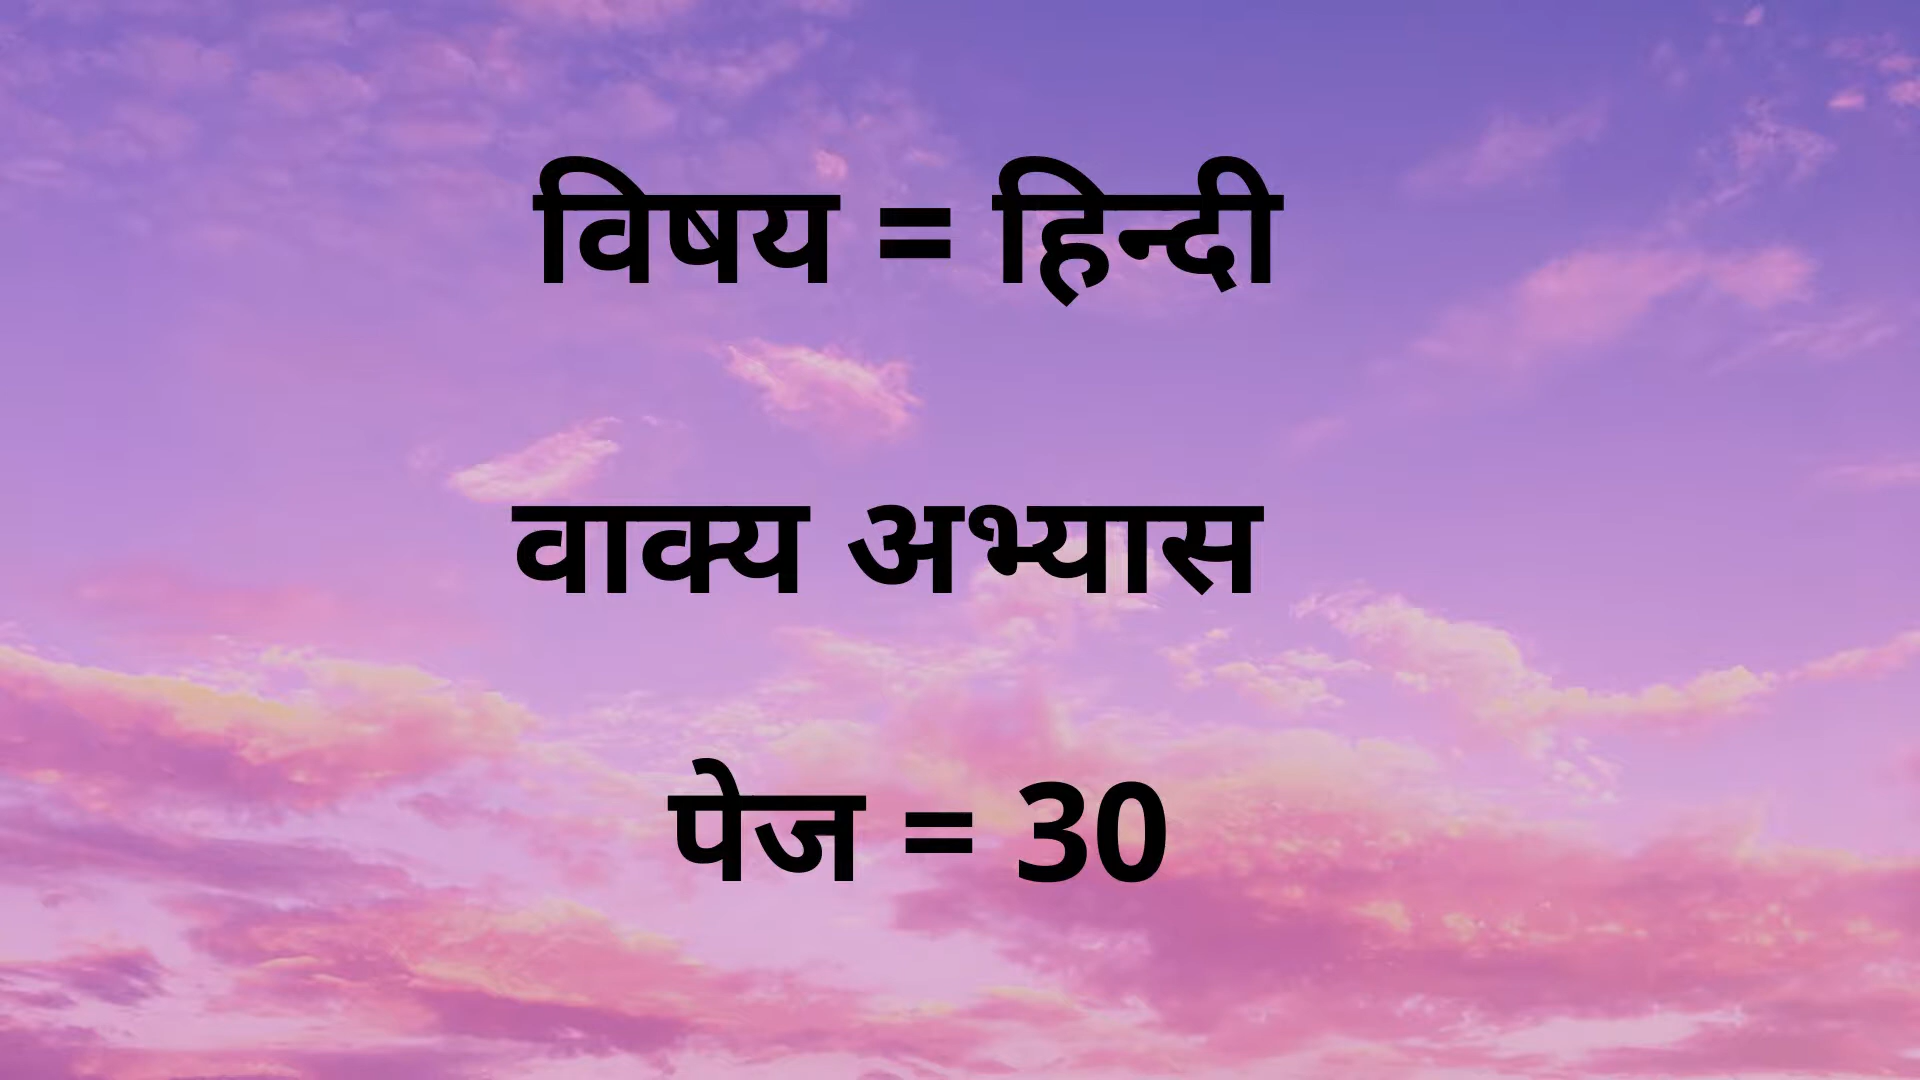 विषय = हिन्दी
वाक्य अभ्यास
पेज = 30